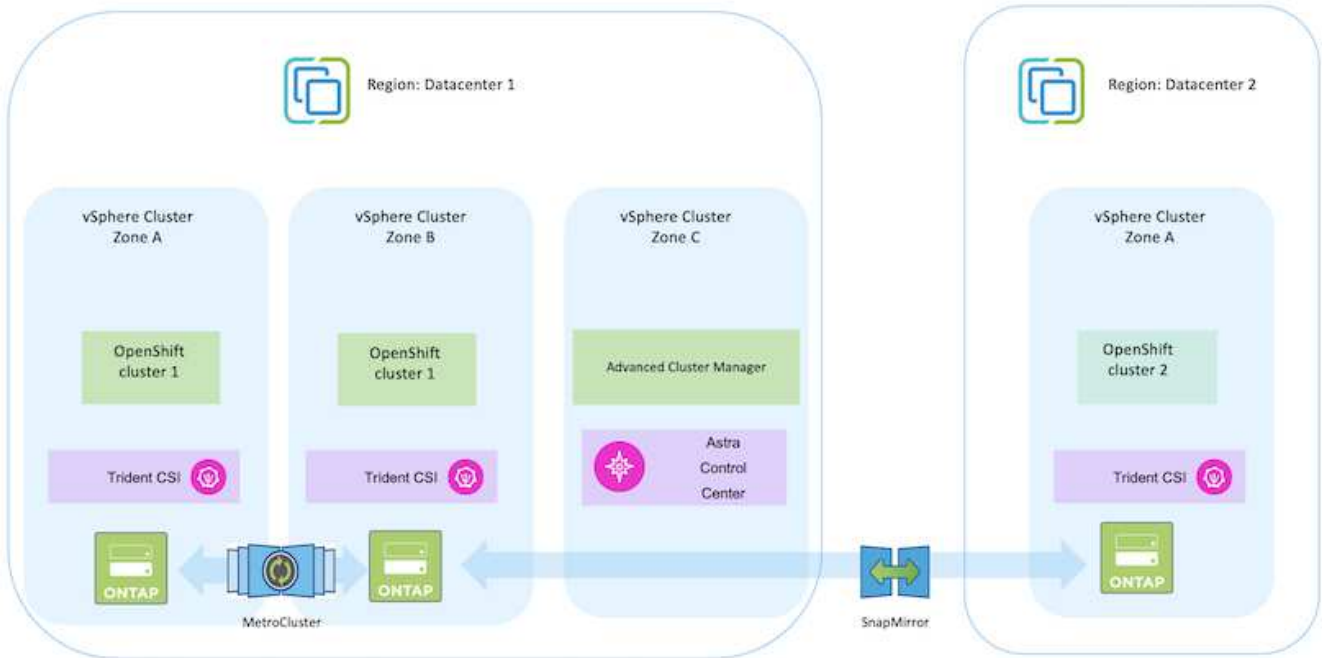 Region: Datacenter 1
Region: Datacenter 2
vSphere Cluster
Zone A
vSphere Cluster
Zone B
vSphere Cluster
Zone C
vSphere Cluster
Zone A
OpenShift
cluster 1
OpenShift
cluster 1
Advanced Cluster Manager
OpenShift
cluster 2
Trident CSI
Trident CSI
Astra
Control
Center
Trident CSI
ONTAP
ONTAP
ONTAP
MetroCluster
SnapMirror